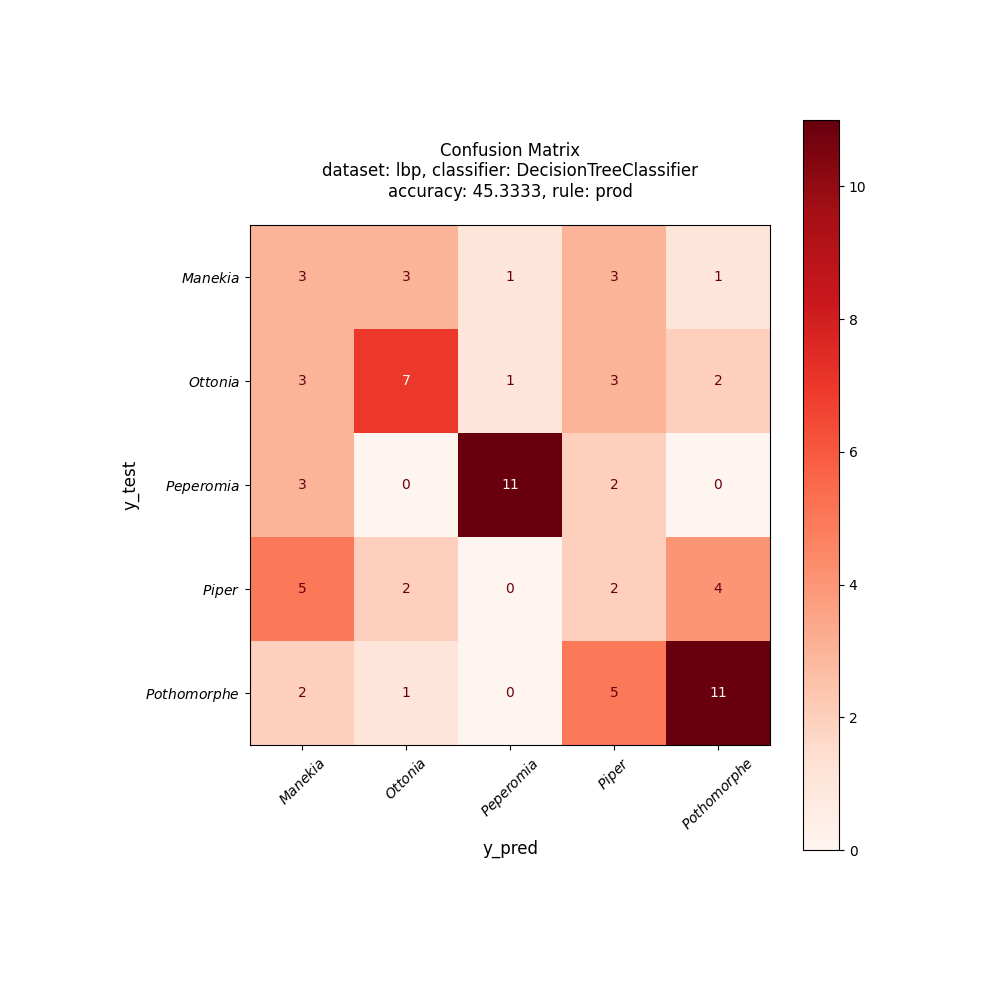 Confusion Matrix
dataset: lbp, classifier: DecisionTreeClassifier
accuracy: 45.3333, rule: prod
Manekia 3 3 1 3 1
Ottonia 3 7 1 3 2
Peperomia 3 0 11 2 0
Piper 5 2 0 2 4
Pothomorphe 2 1 0 5 11
Manekia Ottonia Peperomia Piper Pothomorphe
y_pred
y_test
10
8
6
4
2
0